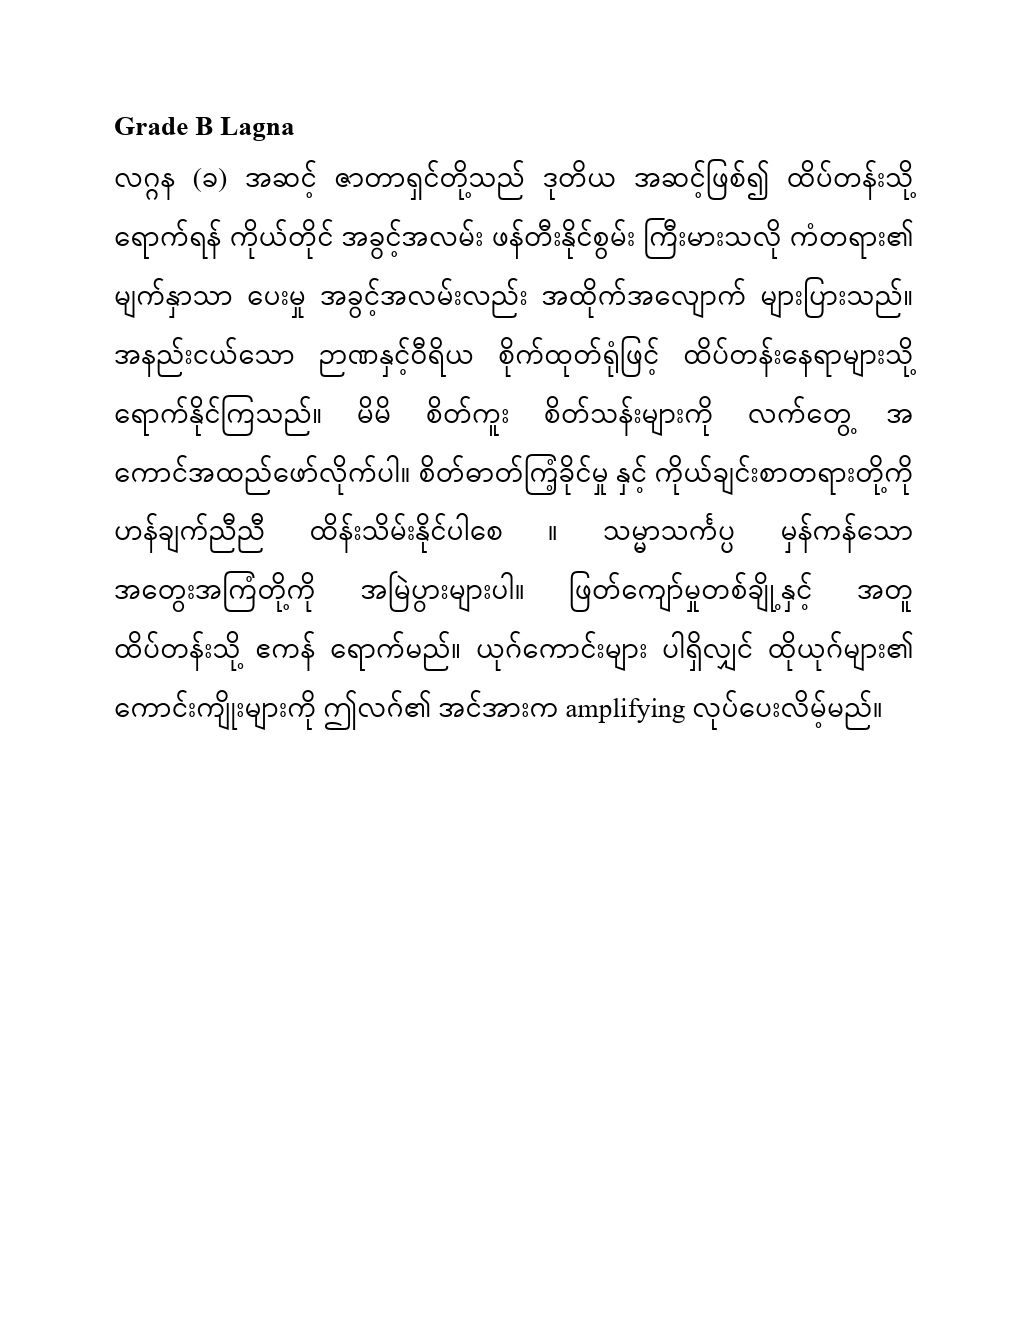 Grade B Lagna
လဂ္ဂန (ခ) အဆင့် ဇာတာရှင်တို့သည် ဒုတိယ အဆင့်ဖြစ်၍ ထိပ်တန်းသို့
ရောက်ရန် ကိုယ်တိုင် အခွင့်အလမ်း ဖန်တီးနိုင်စွမ်း ကြီးမားသလို ကံတရား၏
မျက်နှာသာ ပေးမှု အခွင့်အလမ်းလည်း အထိုက်အလျောက် များပြားသည်။
အနည်းငယ်သော ဉာဏနှင့်ဝီရိယ စိုက်ထုတ်ရုံဖြင့် ထိပ်တန်းနေရာများသို့
ရောက်နိုင်ကြသည်။ မိမိ စိတ်ကူး စိတ်သန်းများကို လက်တွေ့ အ
ကောင်အထည်ဖော်လိုက်ပါ။ စိတ်ဓာတ်ကြံ့ခိုင်မှု နှင့် ကိုယ်ချင်းစာတရားတို့ကို
ဟန်ချက်ညီညီ ထိန်းသိမ်းနိုင်ပါစေ ။ သမ္မာသင်္ကပ္ပ မှန်ကန်သော
အတွေးအကြံတို့ကို အမြဲပွားများပါ။ ဖြတ်ကျော်မှုတစ်ချို့နှင့် အတူ
ထိပ်တန်းသို့ ဧကန် ရောက်မည်။ ယုဂ်ကောင်းများ ပါရှိလျှင် ထိုယုဂ်များ၏
ကောင်းကျိုးများကို ဤလဂ်၏ အင်အားက amplifying လုပ်ပေးလိမ့်မည်။